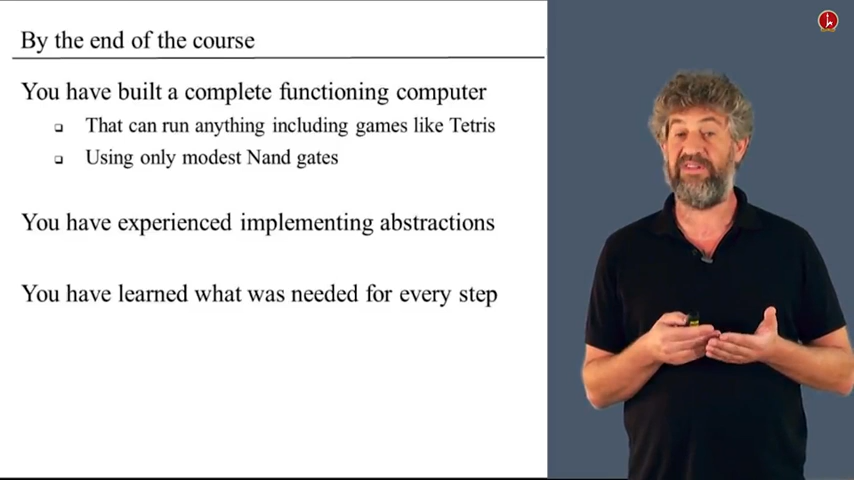 By the end of the course
You have built a complete functioning computer
That can run anything including games like Tetris
Using only modest Nand gates
You have experienced implementing abstractions
You have learned what was needed for every step